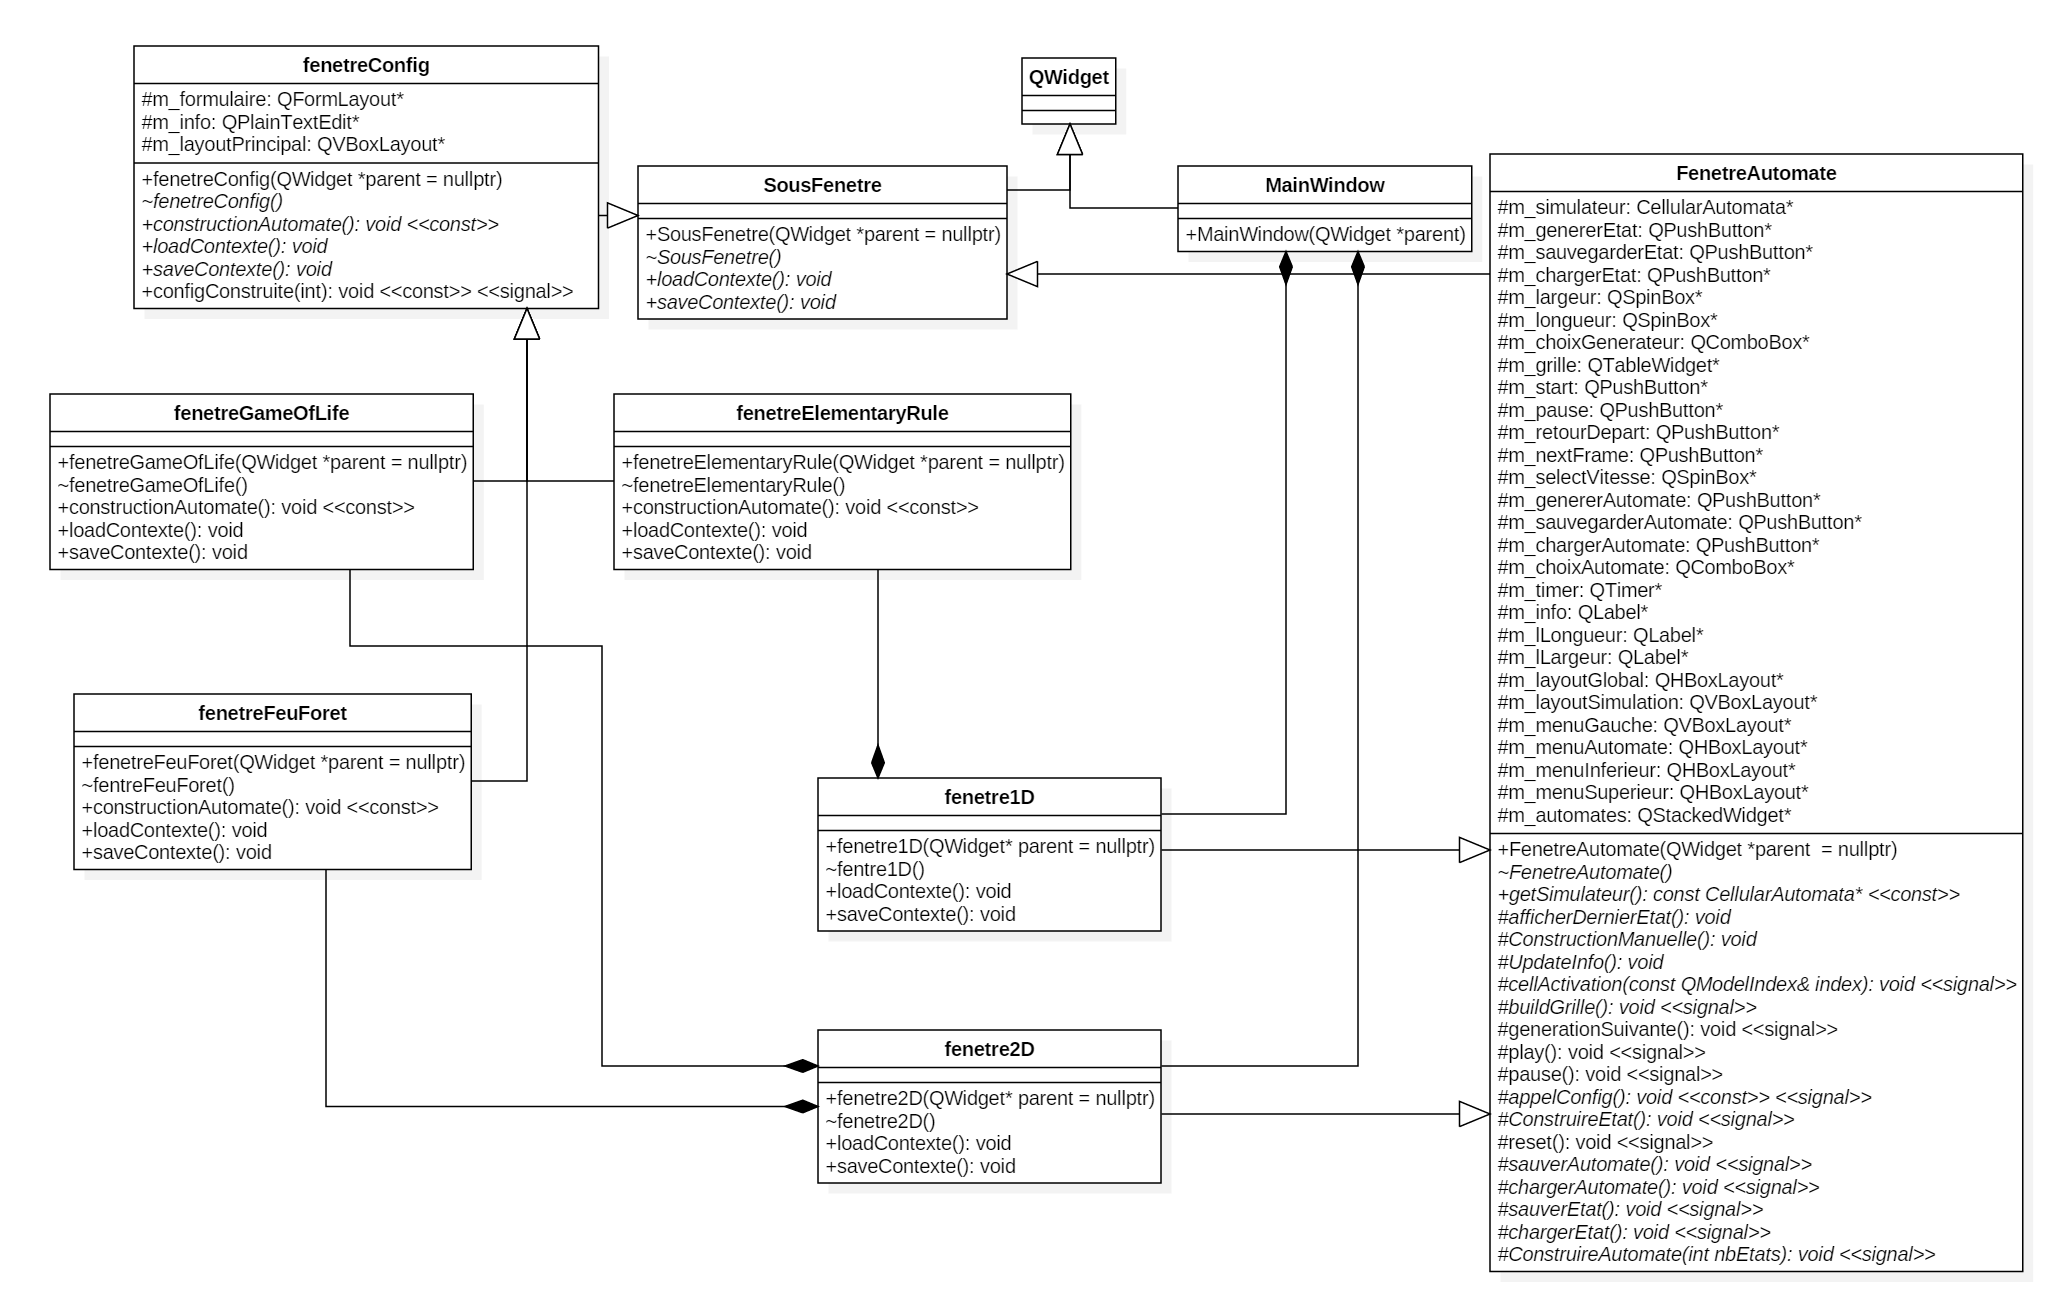 fenetreConfig
#m_formulaire: QFormLayout*
#m_info: QPlainTextEdit*
#m_layoutPrincipal: QVBoxLayout*
+fenetreConfig(QWidget *parent = nullptr)
~fenetreConfig()
+constructionAutomate(): void <<const>>
+loadContexte(): void
+saveContexte(): void
+configConstruite(int): void <<const>> <<signal>>
QWidget
SousFenetre
+SousFenetre(QWidget *parent = nullptr)
~SousFenetre()
+loadContexte(): void
+saveContexte(): void
MainWindow
+MainWindow(QWidget *parent)
FenetreAutomate
#m_simulateur: CellularAutomata*
#m_genererEtat: QPushButton*
#m_sauvegarderEtat: QPushButton*
#m_chargerEtat: QPushButton*
#m_largeur: QSpinBox*
#m_longueur: QSpinBox*
#m_choixGenerateur: QComboBox*
#m_grille: QTableWidget*
#m_start: QPushButton*
#m_pause: QPushButton*
#m_retourDepart: QPushButton*
#m_nextFrame: QPushButton*
#m_selectVitesse: QSpinBox*
#m_genererAutomate: QPushButton*
#m_sauvegarderAutomate: QPushButton*
#m_chargerAutomate: QPushButton*
#m_choixAutomate: QComboBox*
#m_timer: QTimer*
#m_info: QLabel*
#m_lLongueur: QLabel*
#m_lLargeur: QLabel*
#m_layoutGlobal: QHBoxLayout*
#m_layoutSimulation: QVBoxLayout*
#m_menuGauche: QVBoxLayout*
#m_menuAutomate: QHBoxLayout*
#m_menuInferieur: QHBoxLayout*
#m_menuSuperieur: QHBoxLayout*
#m_automates: QStackedWidget*
+FenetreAutomate(QWidget *parent  = nullptr)
~FenetreAutomate()
+getSimulateur(): const CellularAutomata* <<const>>
#afficherDernierEtat(): void
#ConstructionManuelle(): void
#UpdateInfo(): void
#cellActivation(const QModelIndex& index): void <<signal>>
#buildGrille(): void <<signal>>
#generationSuivante(): void <<signal>>
#play(): void <<signal>>
#pause(): void <<signal>>
#appelConfig(): void <<const>> <<signal>>
#ConstruireEtat(): void <<signal>>
#reset(): void <<signal>>
#sauverAutomate(): void <<signal>>
#chargerAutomate(): void <<signal>>
#sauverEtat(): void <<signal>>
#chargerEtat(): void <<signal>>
#ConstruireAutomate(int nbEtats): void <<signal>>
fenetreGameOfLife
+fenetreGameOfLife(QWidget *parent = nullptr)
~fenetreGameOfLife()
+constructionAutomate(): void <<const>>
+loadContexte(): void
+saveContexte(): void
fenetreElementaryRule
+fenetreElementaryRule(QWidget *parent = nullptr)
~fenetreElementaryRule()
+constructionAutomate(): void <<const>>
+loadContexte(): void
+saveContexte(): void
fenetreFeuForet
+fenetreFeuForet(QWidget *parent = nullptr)
~fentreFeuForet()
+constructionAutomate(): void <<const>>
+loadContexte(): void
+saveContexte(): void
fenetre1D
+fenetre1D(QWidget* parent = nullptr)
~fentre1D()
+loadContexte(): void
+saveContexte(): void
fenetre2D
+fenetre2D(QWidget* parent = nullptr)
~fenetre2D()
+loadContexte(): void
+saveContexte(): void